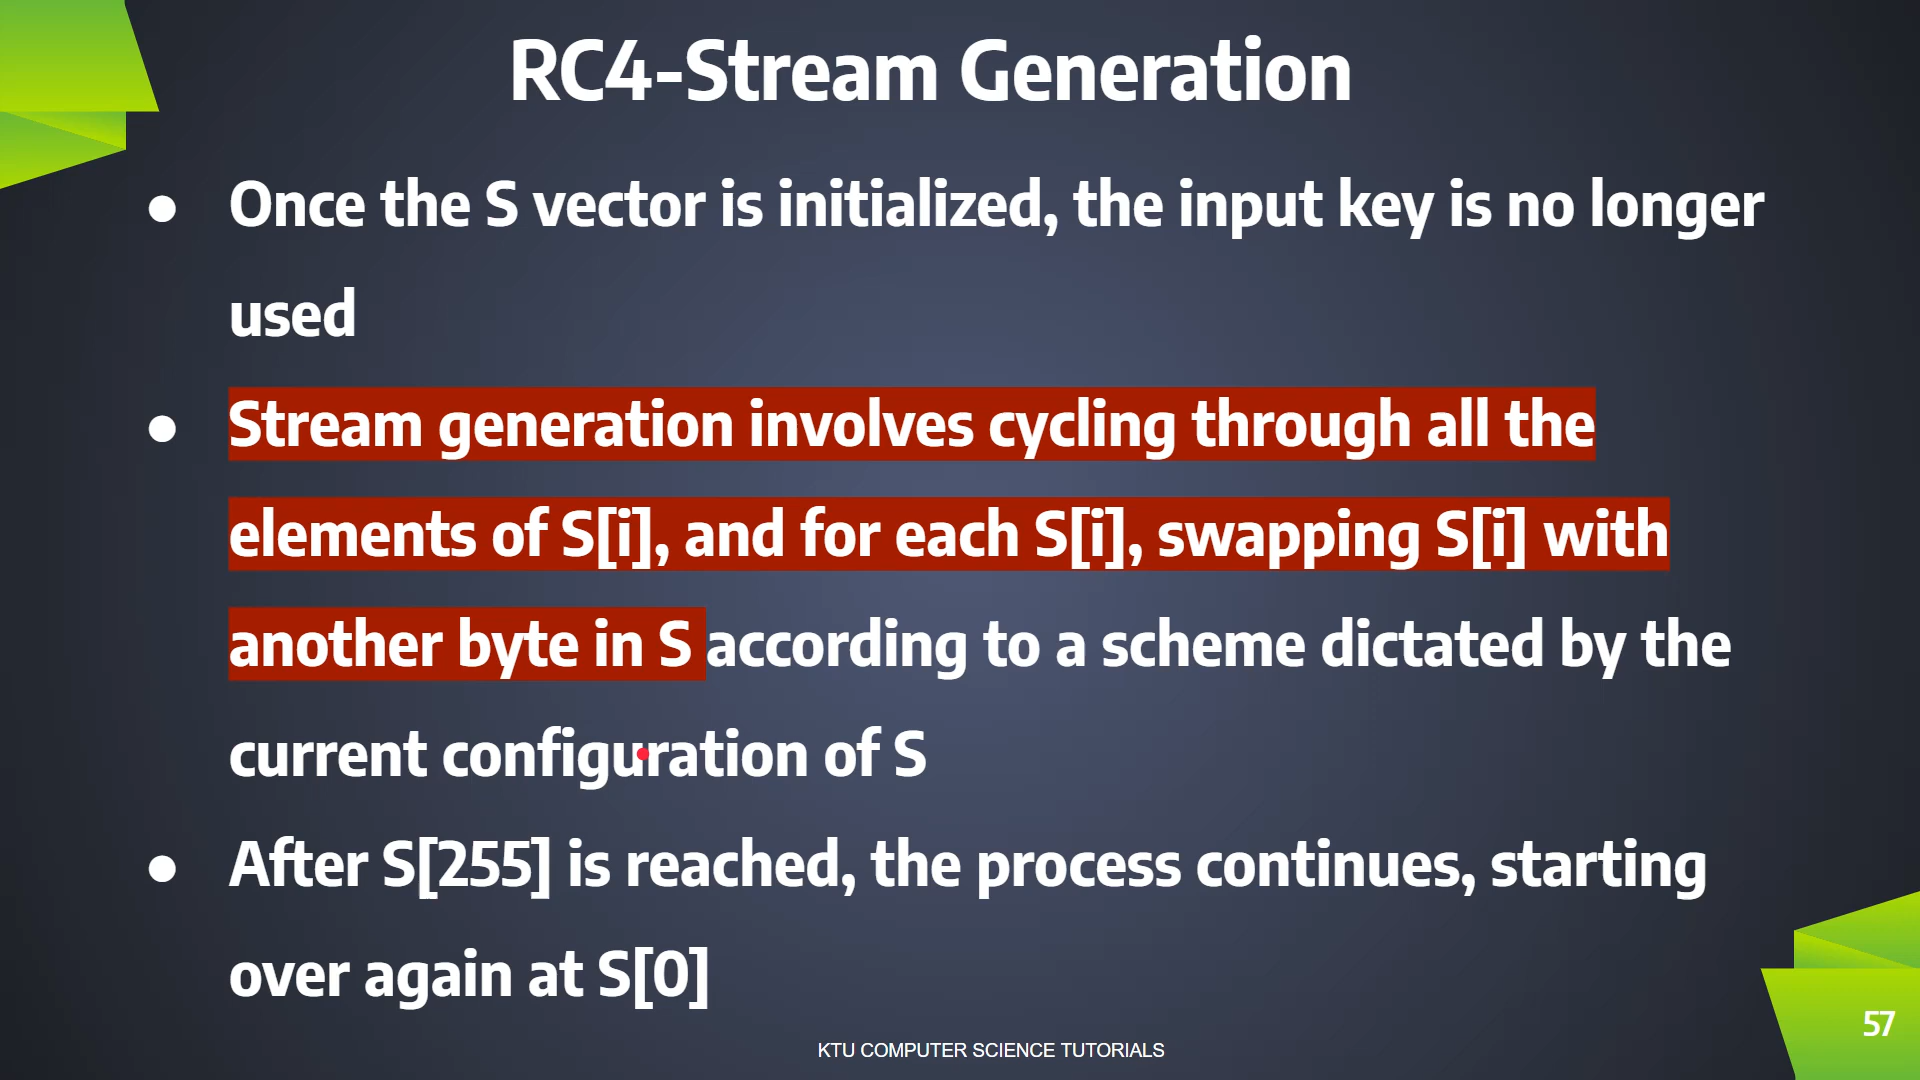 RC4-Stream Generation
● Once the S vector is initialized, the input key is no longer
used
● Stream generation involves cycling through all the
elements of S[i], and for each S[i], swapping S[i] with
another byte in S according to a scheme dictated by the
current configuration of S
● After S[255] is reached, the process continues, starting
over again at S[0]
57
KTU COMPUTER SCIENCE TUTORIALS